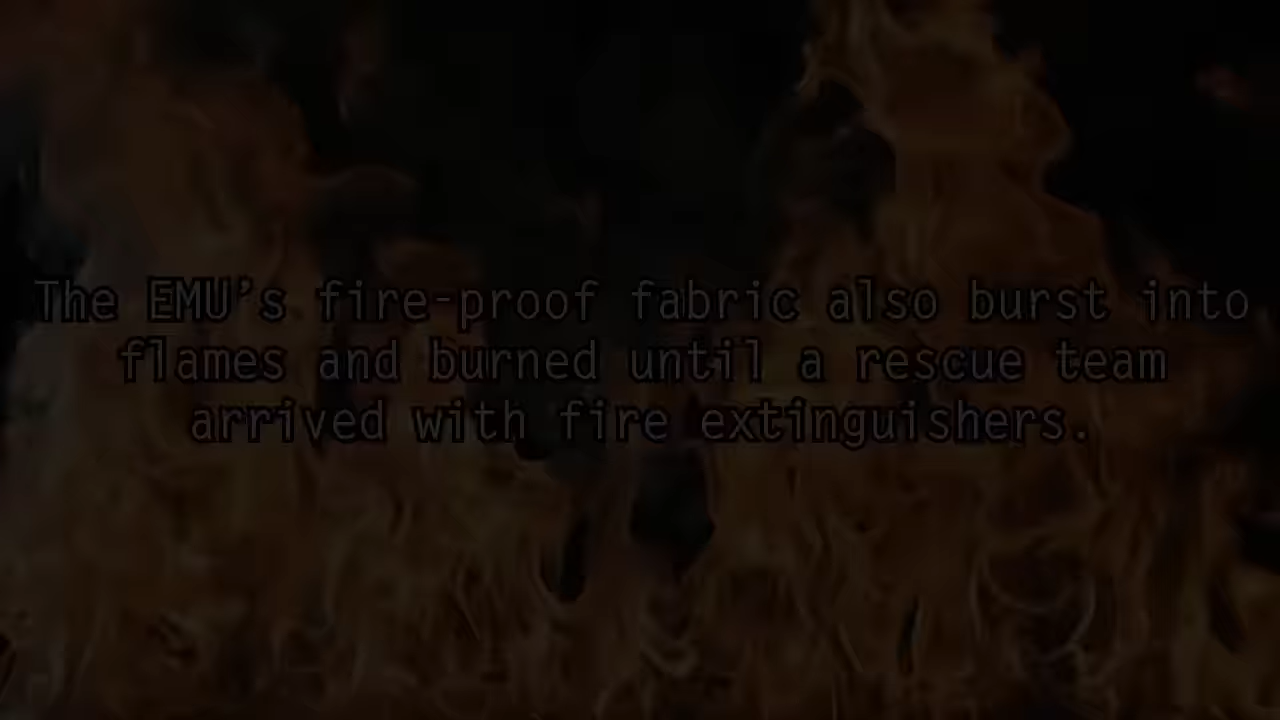 The EMU's fire-proof fabric also burst into
flames and burned until a rescue team
arrived with fire extinguishers.